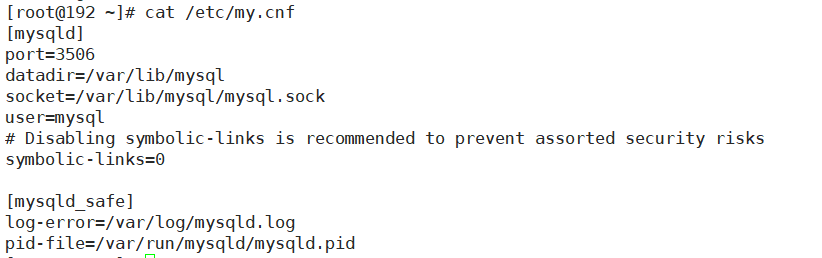 [root@192 ~]# cat /etc/my.cnf
[mysqld]
port=3506
datadir=/var/lib/mysql
socket=/var/lib/mysql/mysql.sock
user=mysql
# Disabling symbolic-links is recommended to prevent assorted security risks
symbolic-links=0

[mysqld_safe]
log-error=/var/log/mysqld.log
pid-file=/var/run/mysqld/mysqld.pid